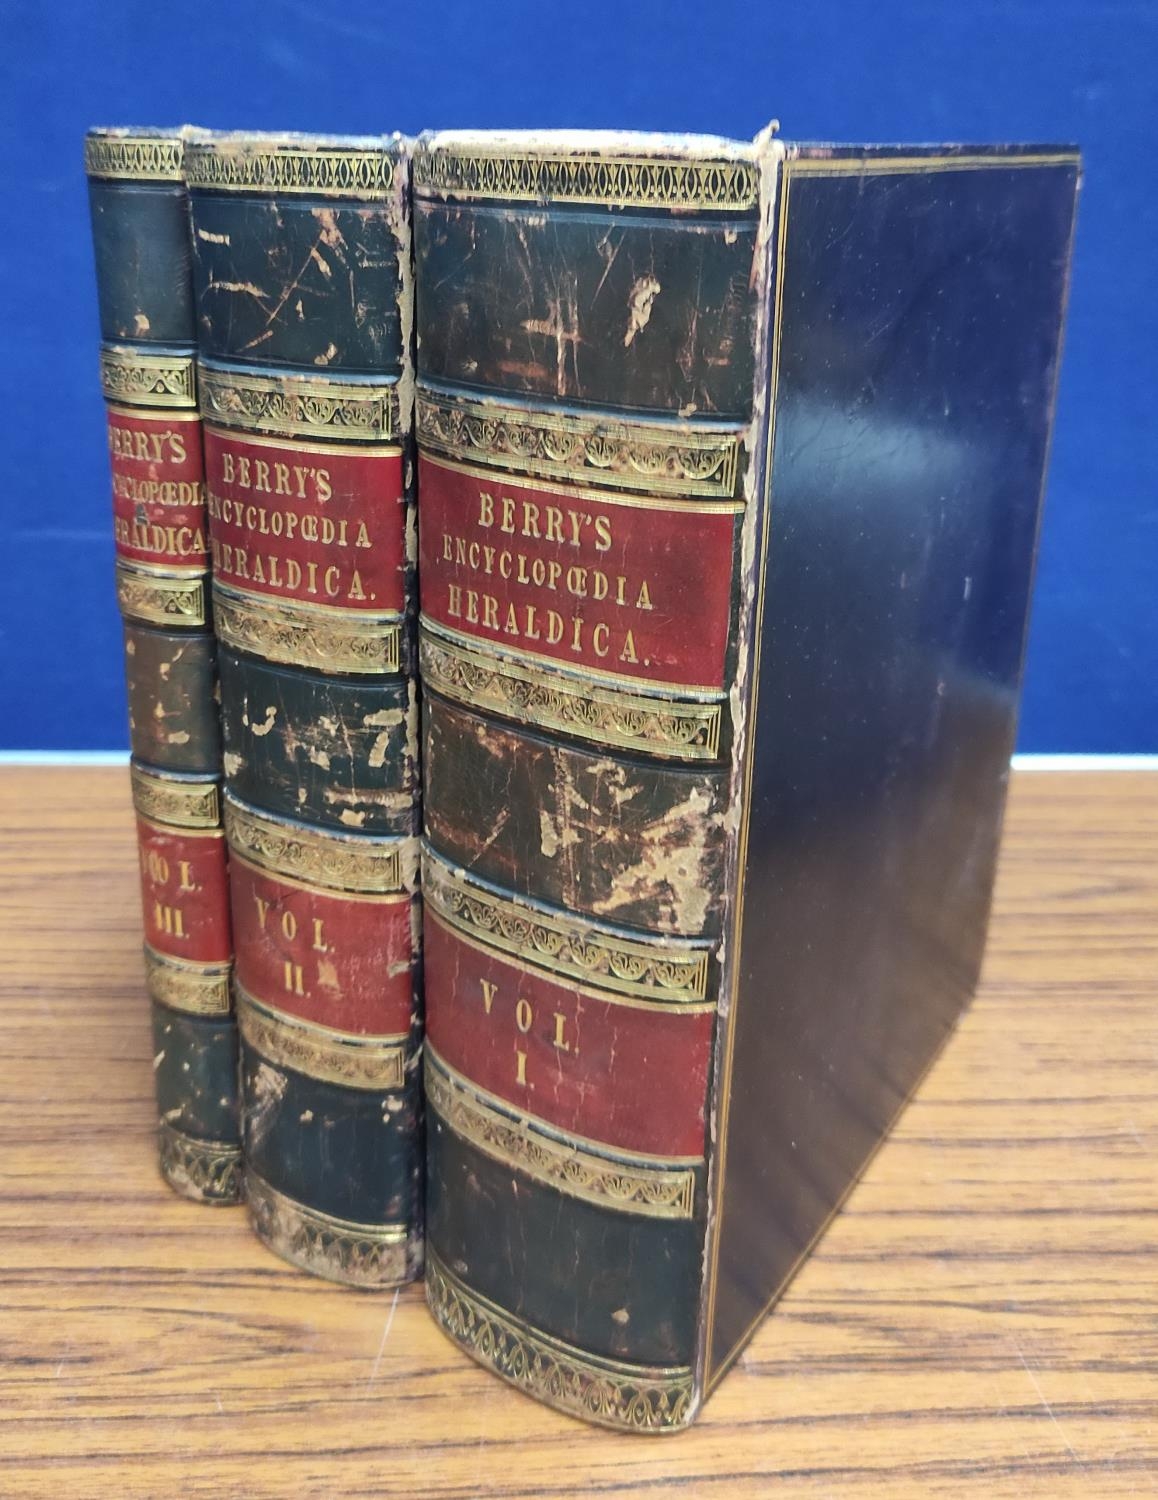 BERRY'S
ENCYCLOPŒDIA
HERALDICA
VOL.
III.
BERRY'S
ENCYCLOPŒDIA
HERALDICA.
VOL.
II.
BERRY'S
ENCYCLOPŒDIA
HERALDICA.
VOL.
I.